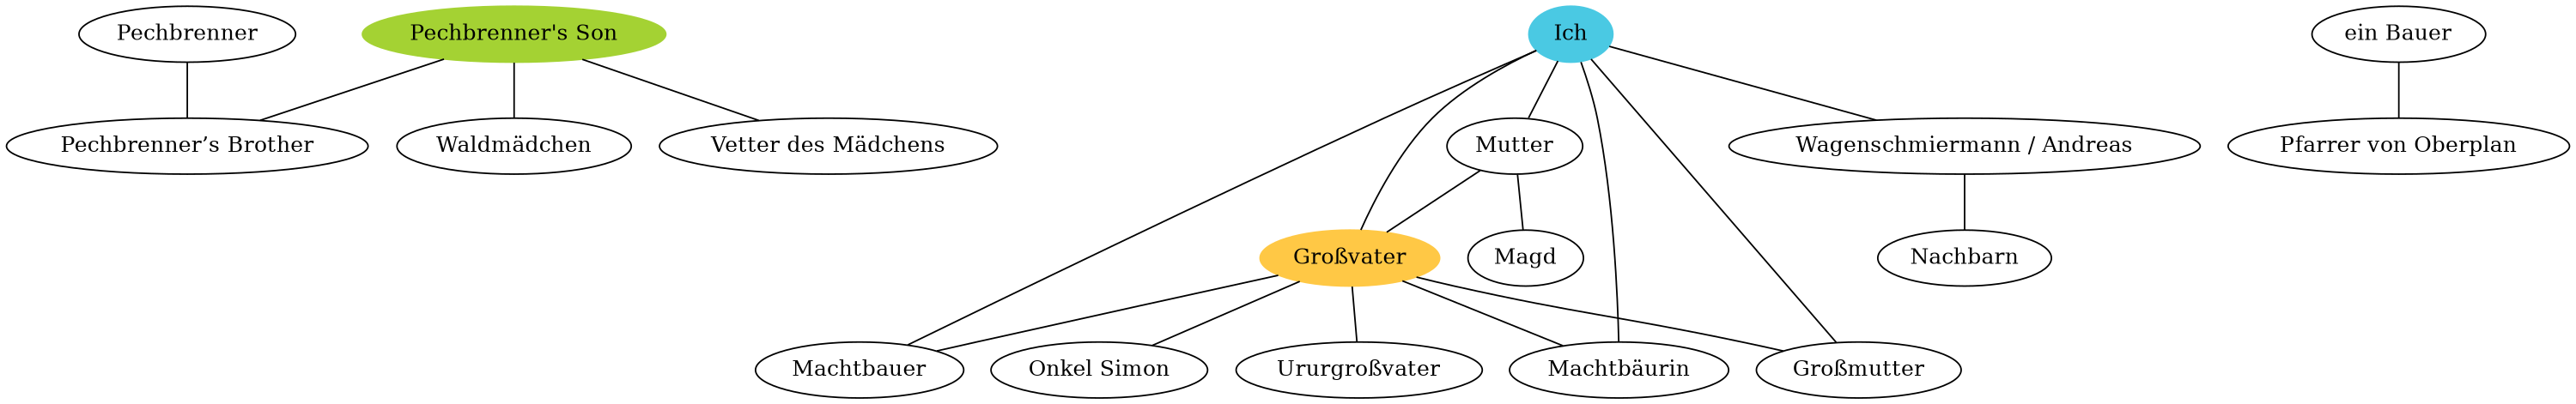 Pechbrenner
Pechbrenner's Son
Ich
ein Bauer
Pechbrenner’s Brother
Waldmädchen
Vetter des Mädchens
Mutter
Wagenschmiermann / Andreas
Pfarrer von Oberplan
Großvater
Magd
Nachbarn
Machtbauer
Onkel Simon
Ururgroßvater
Machtbäurin
Großmutter